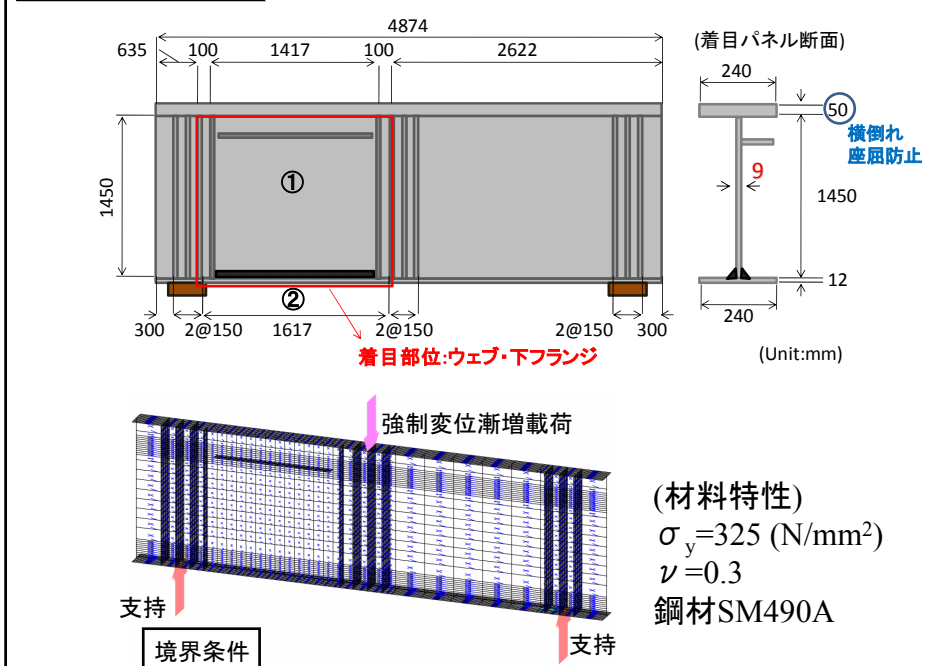 4874
635 100 1417 100 2622
(着目パネル断面)
240
50
横倒れ
座屈防止
①
1450
9
1450
②
12
300 2@150 1617 2@150 2@150 300
240
着目部位:ウェブ・下フランジ
(Unit:mm)
強制変位漸増載荷
(材料特性)
σy=325 (N/mm²)
ν=0.3
鋼材SM490A
支持
支持
境界条件